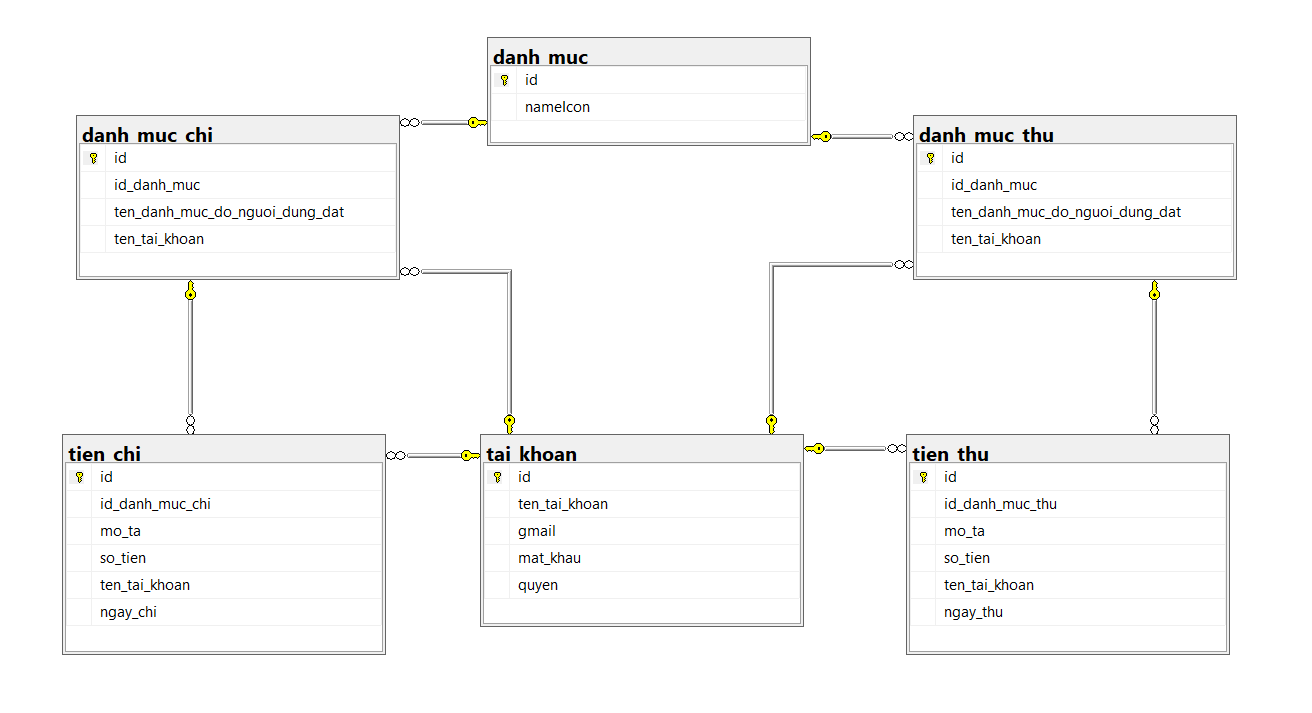 danh_muc
id
nameIcon
danh_muc_chi
id
id_danh_muc
ten_danh_muc_do_nguoi_dung_dat
ten_tai_khoan
danh_muc_thu
id
id_danh_muc
ten_danh_muc_do_nguoi_dung_dat
ten_tai_khoan
tien_chi
id
id_danh_muc_chi
mo_ta
so_tien
ten_tai_khoan
ngay_chi
tai_khoan
id
ten_tai_khoan
gmail
mat_khau
quyen
tien_thu
id
id_danh_muc_thu
mo_ta
so_tien
ten_tai_khoan
ngay_thu